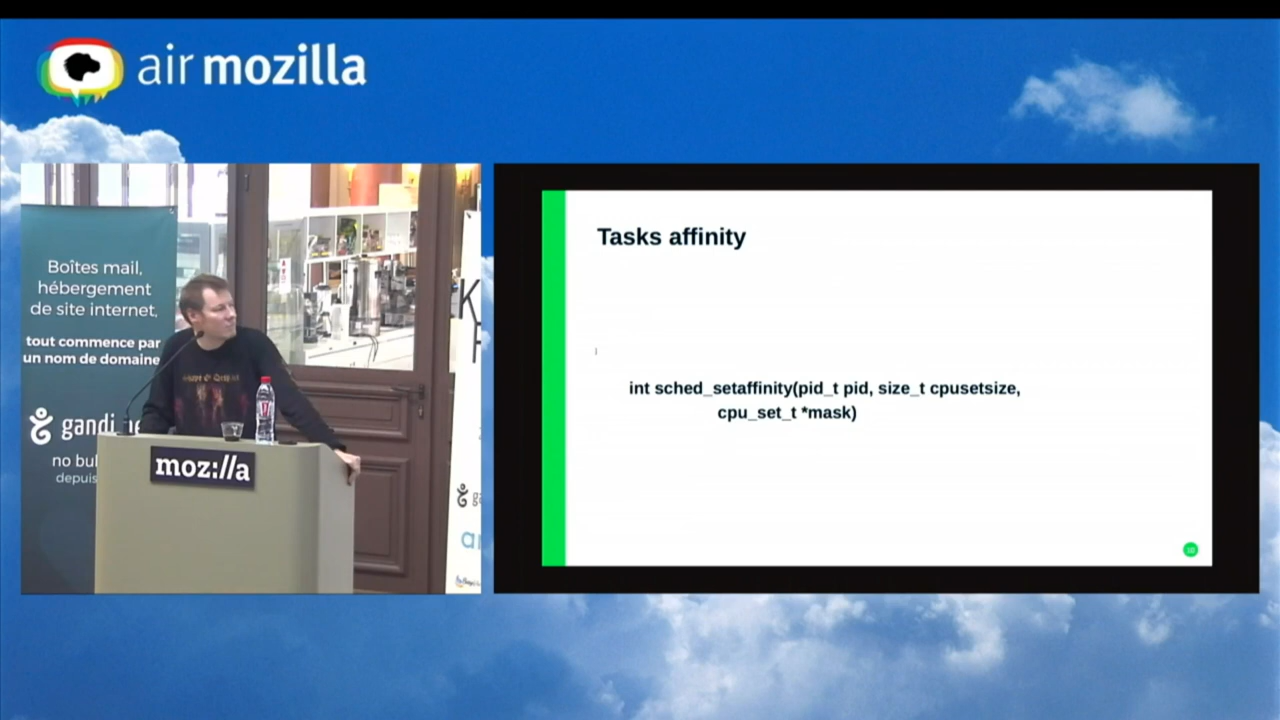 air mozilla
Boîtes mail,
hébergement
de site internet,
tout commence par
un nom de domaine
gandi
no
depuis
moz://a
Tasks affinity
int sched_setaffinity(pid_t pid, size_t cpusetsize,
cpu_set_t *mask)
10